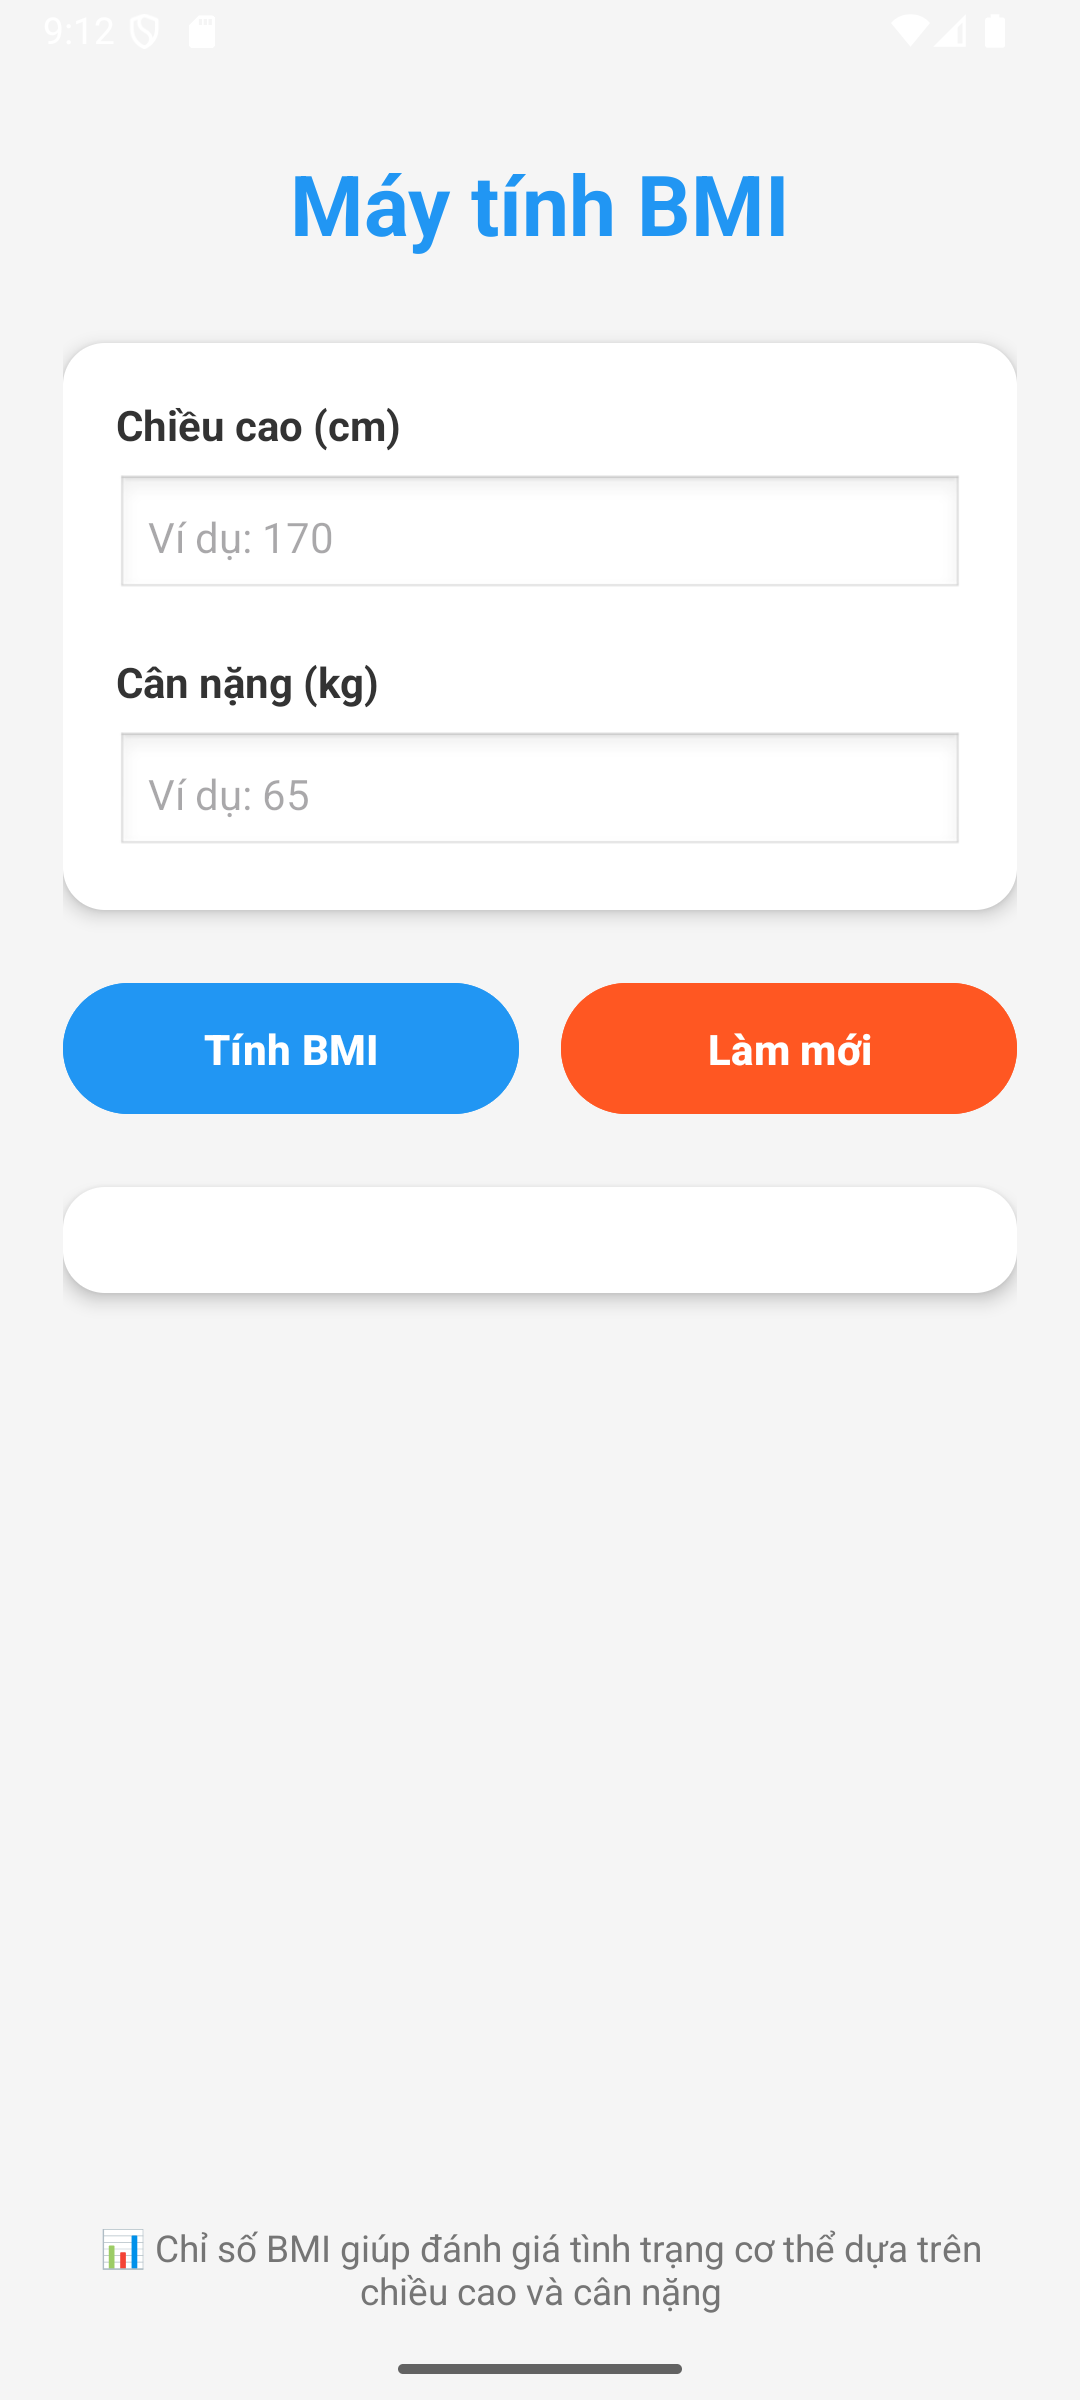 9:12
Máy tính BMI
Chiều cao (cm)
Ví dụ: 170
Cân nặng (kg)
Ví dụ: 65
Tính BMI
Làm mới
📊 Chỉ số BMI giúp đánh giá tình trạng cơ thể dựa trên
chiều cao và cân nặng